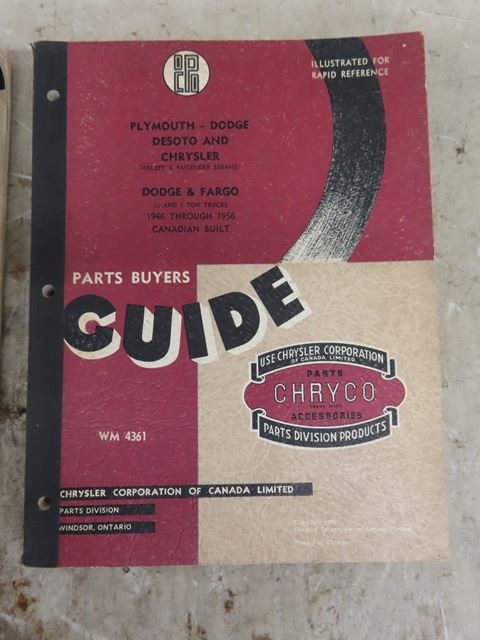 ILLUSTRATED FOR
RAPID REFERENCE
PLYMOUTH - DODGE
DESOTO AND
CHRYSLER
(EXCEPT 8 PASSENGER SEDANS)
DODGE & FARGO
½ AND 1 TON TRUCKS
1946 THROUGH 1956
CANADIAN BUILT
PARTS BUYERS
GUIDE
USE CHRYSLER CORPORATION
OF CANADA LIMITED
PARTS
CHRYCO
TRADE MARK
ACCESSORIES
PARTS DIVISION PRODUCTS
WM 4361
CHRYSLER CORPORATION OF CANADA LIMITED
PARTS DIVISION
WINDSOR, ONTARIO